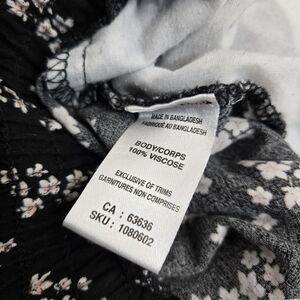 MADE IN BANGLADESH
FABRIQUÉ AU BANGLADESH
BODY/CORPS
100% VISCOSE
EXCLUSIVE OF TRIMS
GARNITURES NON COMPRISES
CA : 63636
SKU : 1080602